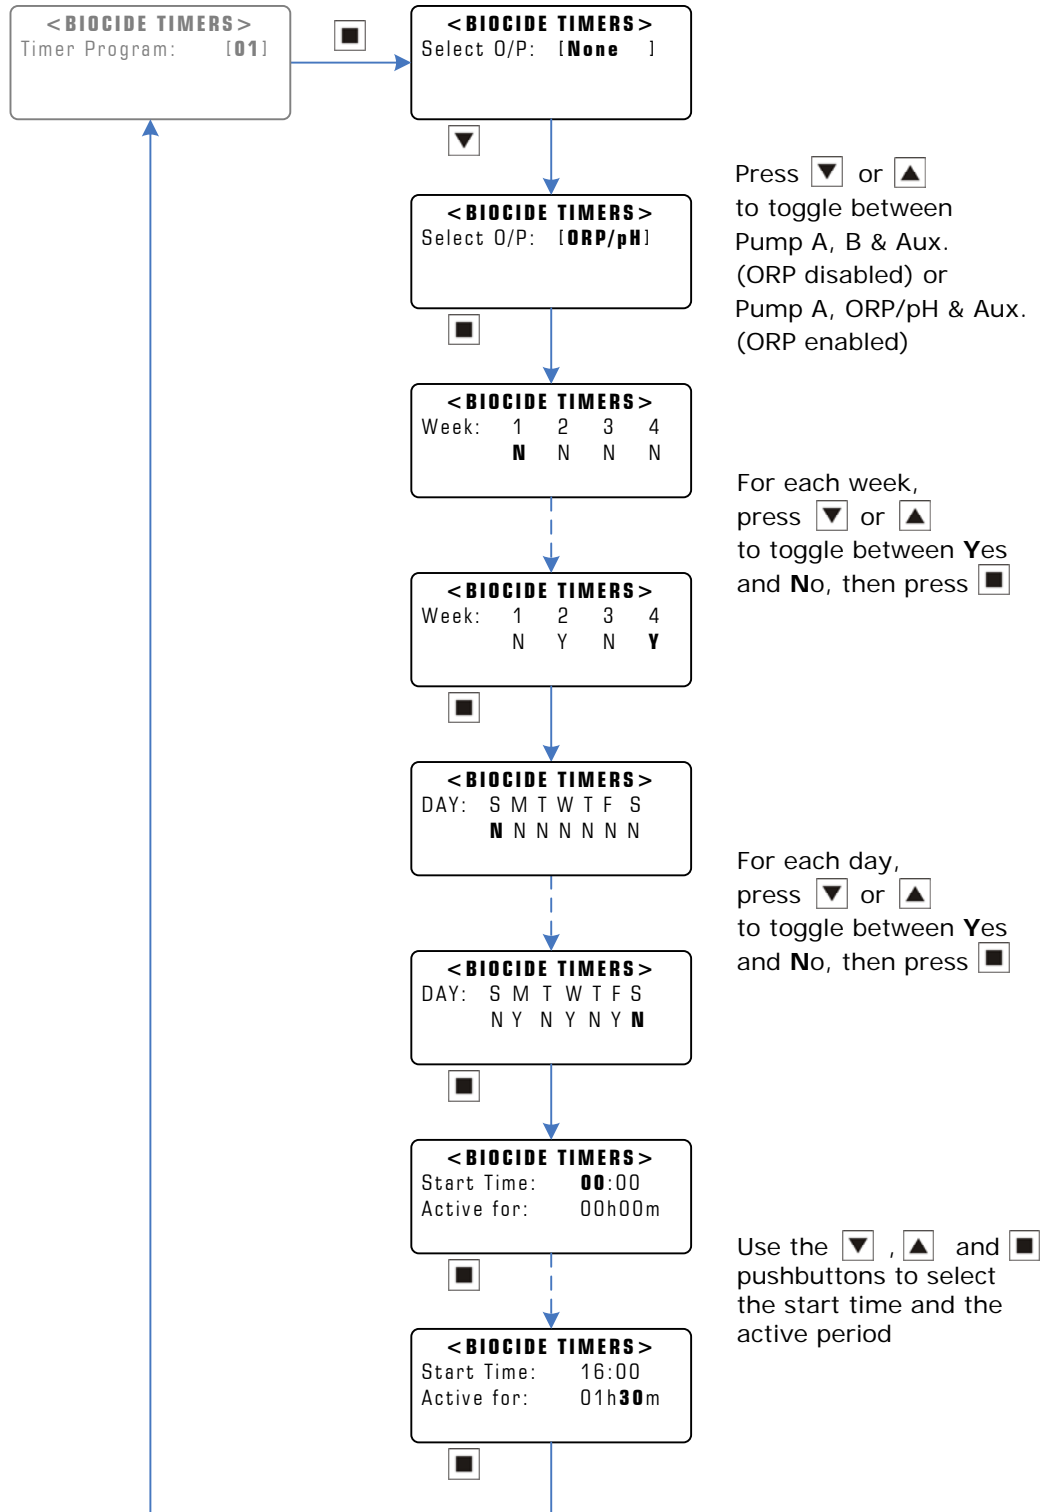 <BIOCIDE TIMERS>
Timer Program: [01]
<BIOCIDE TIMERS>
Select O/P: [None ]
<BIOCIDE TIMERS>
Select O/P: [ORP/pH]
Press ▼ or ▲
to toggle between
Pump A, B & Aux.
(ORP disabled) or
Pump A, ORP/pH & Aux.
(ORP enabled)
<BIOCIDE TIMERS>
Week: 1 2 3 4
N N N N
For each week,
press ▼ or ▲
to toggle between Yes
and No, then press ■
<BIOCIDE TIMERS>
Week: 1 2 3 4
N Y N Y
<BIOCIDE TIMERS>
DAY: S M T W T F S
N N N N N N N
For each day,
press ▼ or ▲
to toggle between Yes
and No, then press ■
<BIOCIDE TIMERS>
DAY: S M T W T F S
N Y N Y N Y N
<BIOCIDE TIMERS>
Start Time: 00:00
Active for: 00h00m
Use the ▼ , ▲ and ■
pushbuttons to select
the start time and the
active period
<BIOCIDE TIMERS>
Start Time: 16:00
Active for: 01h30m